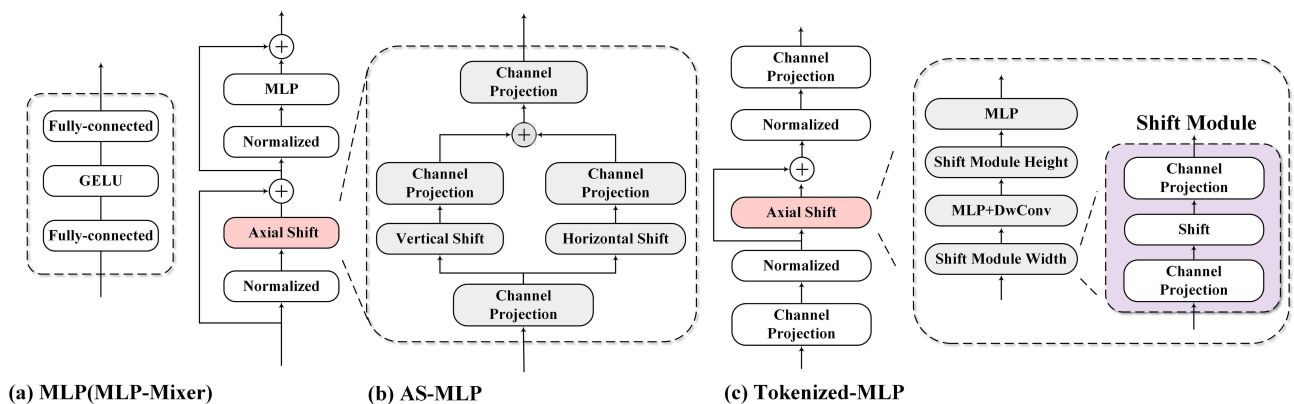 Fully-connected
GELU
Fully-connected
(a) MLP(MLP-Mixer)
+
MLP
Normalized
+
Axial Shift
Normalized
Channel
Projection
+
Channel
Projection
Channel
Projection
Vertical Shift
Horizontal Shift
Channel
Projection
(b) AS-MLP
Channel
Projection
Normalized
+
Axial Shift
Normalized
Channel
Projection
MLP
Shift Module Height
MLP+DwConv
Shift Module Width
Shift Module
Channel
Projection
Shift
Channel
Projection
(c) Tokenized-MLP